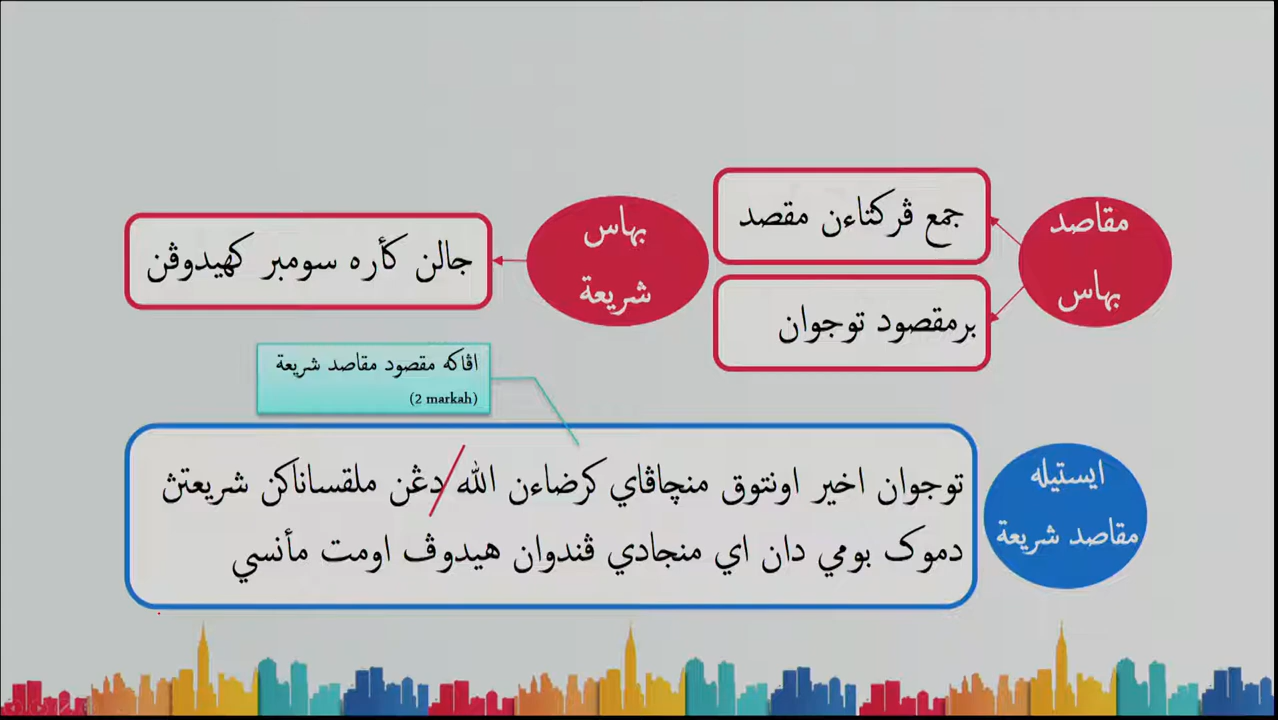 مقاصد
بهاس
جمع ڤركتاءن مقصد
برمقصود توجوان
بهاس
شريعة
جالن كأره سومبر كهيدوڤن
اڤاكه مقصود مقاصد شريعة
(2 markah)
ايستيله
مقاصد شريعة
توجوان اخير اونتوق منچاڤاي كرضاءن الله دڠن ملقساناكن شريعتڽ
دموك بومي دان اي منجادي ڤندوان هيدوڤ اومت مأنسي